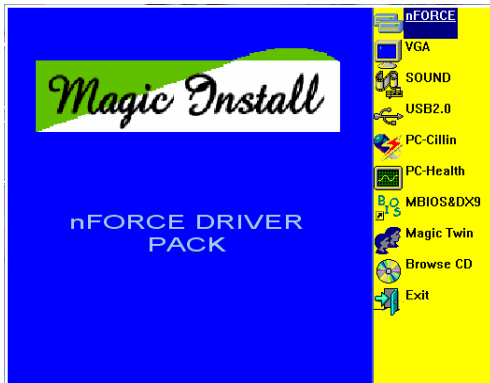 Magic Install
nFORCE DRIVER
PACK
nFORCE
VGA
SOUND
USB2.0
PC-Cillin
PC-Health
BIOS
MBIOS&DX9
Magic Twin
Browse CD
Exit